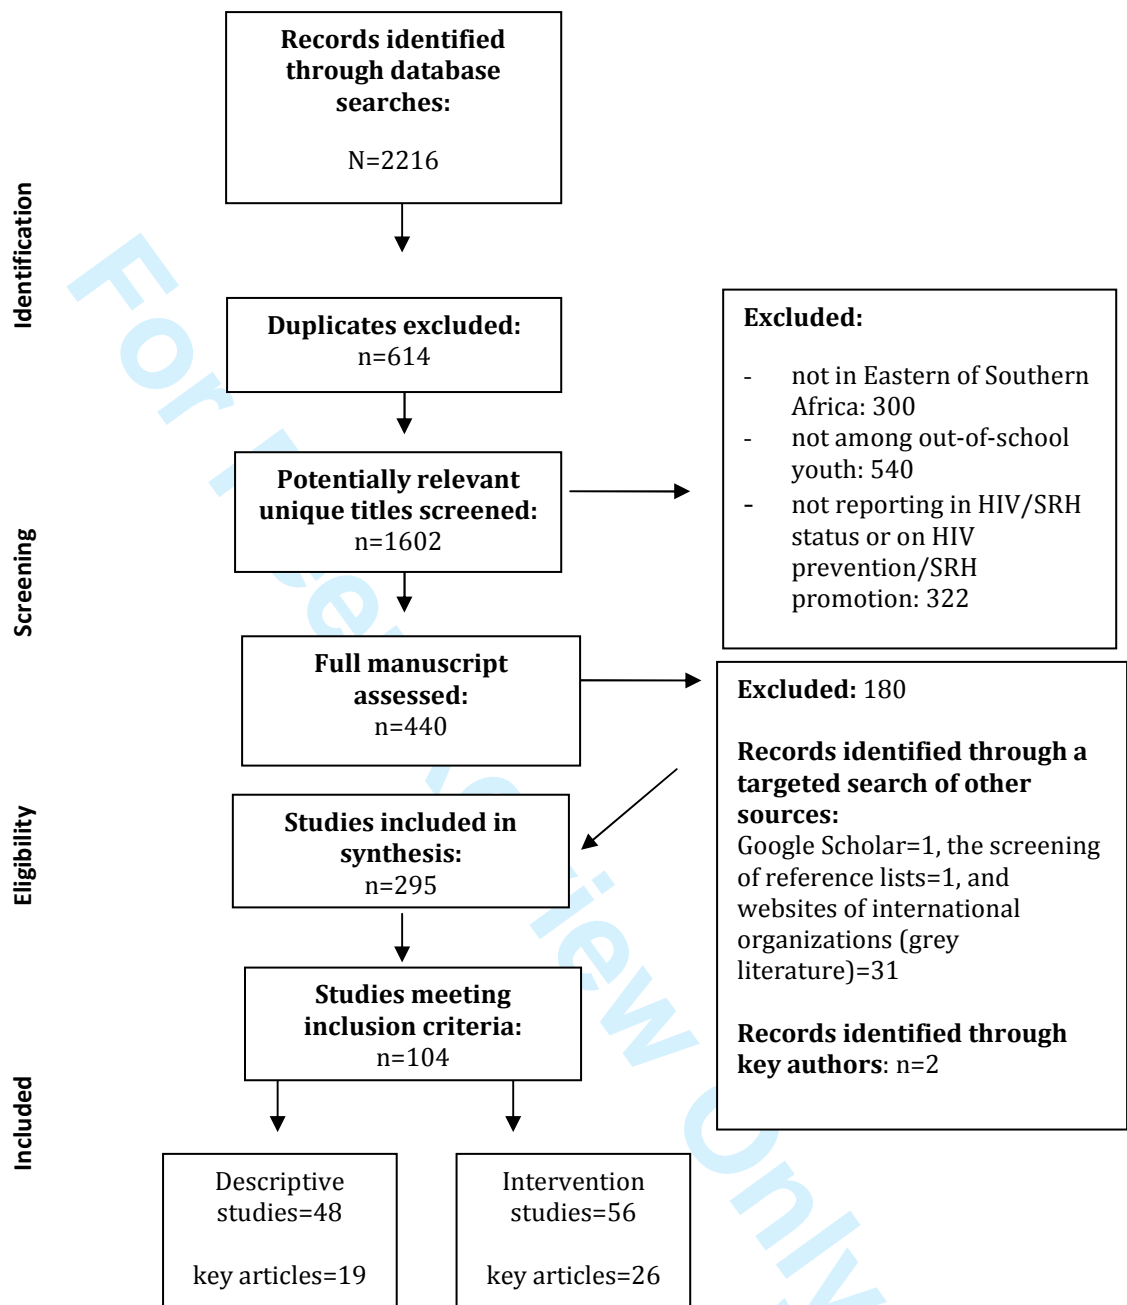 Records identified
through database
searches:
N=2216
Identification
Duplicates excluded:
n=614
Excluded:
- not in Eastern of Southern
Africa: 300
- not among out-of-school
youth: 540
- not reporting in HIV/SRH
status or on HIV
prevention/SRH
promotion: 322
Potentially relevant
unique titles screened:
n=1602
Screening
Full manuscript
assessed:
n=440
Excluded: 180
Records identified through a
targeted search of other
sources:
Google Scholar=1, the screening
of reference lists=1, and
websites of international
organizations (grey
literature)=31
Records identified through
key authors: n=2
Eligibility
Studies included in
synthesis:
n=295
Studies meeting
inclusion criteria:
n=104
Included
Descriptive
studies=48
key articles=19
Intervention
studies=56
key articles=26
For Peer Review Only